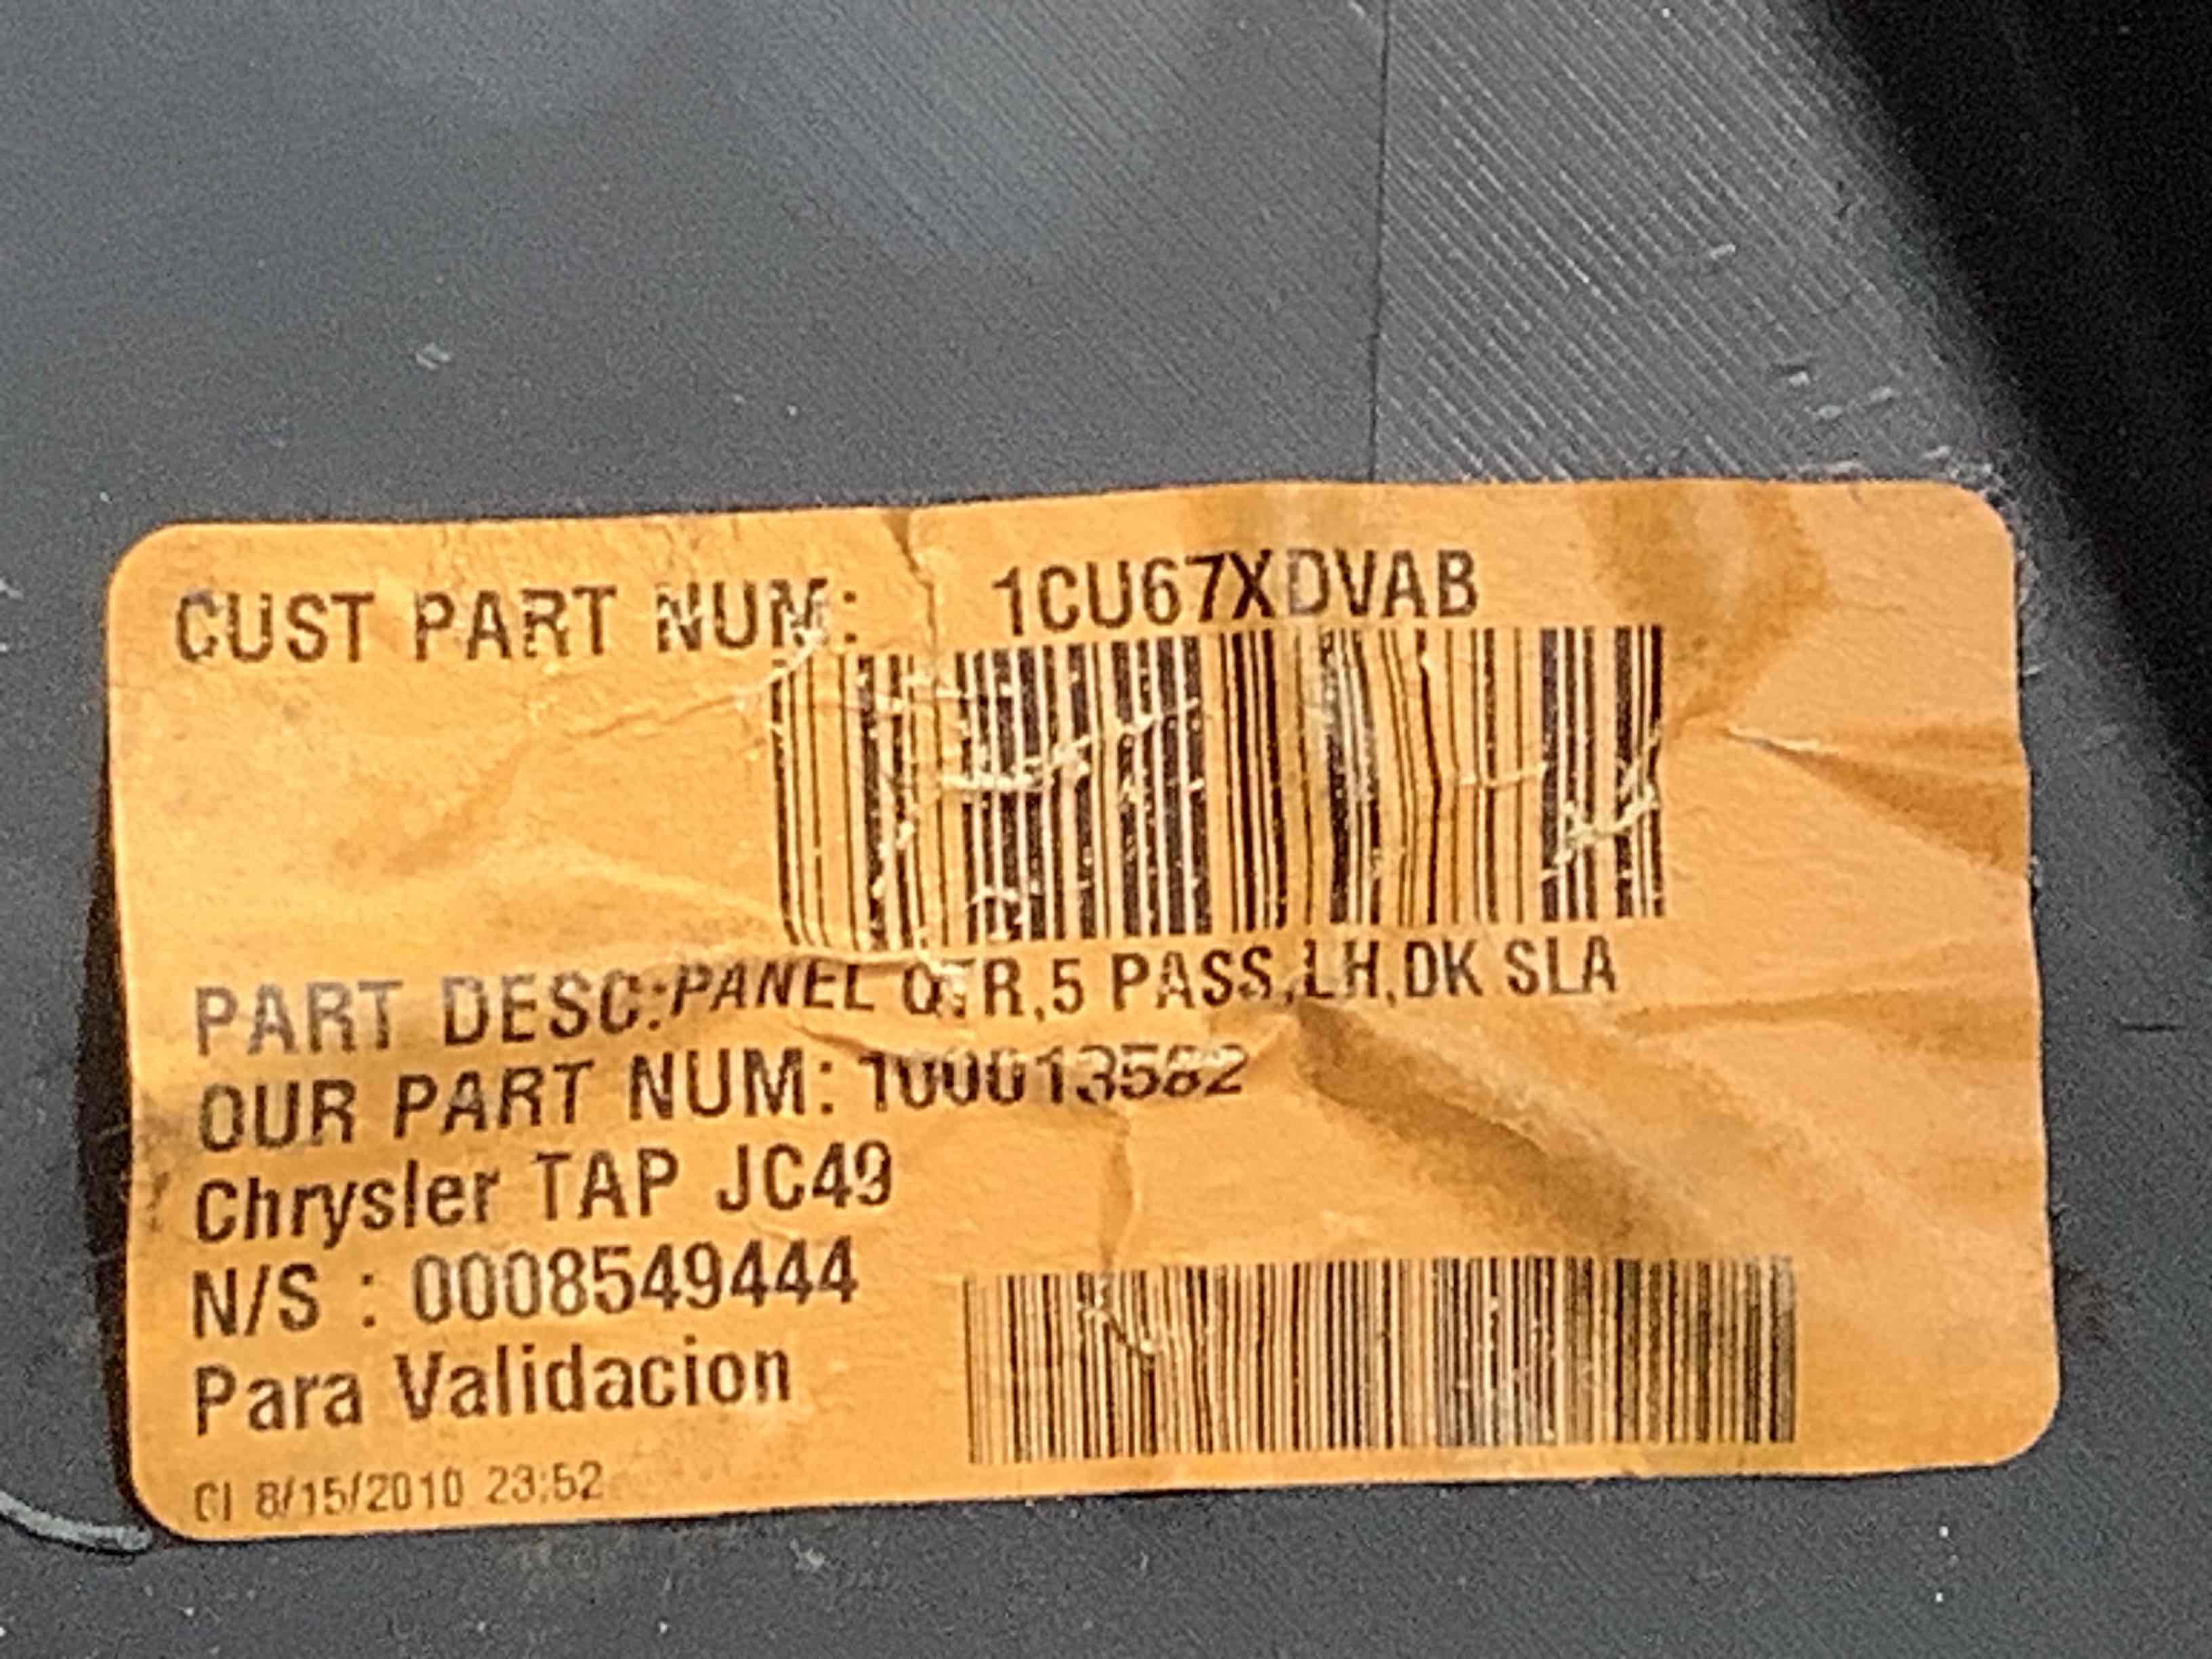 CUST PART NUM: 1CU67XDVAB
PART DESC:PANEL QTR,5 PASS,LH,DK SLA
OUR PART NUM: 100013582
Chrysler TAP JC49
N/S : 0008549444
Para Validacion
CI 8/15/2010 23:52